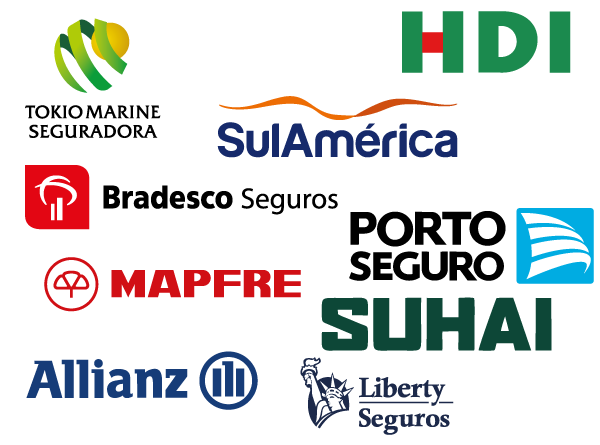 HDI
TOKIO MARINE
SEGURADORA
SulAmérica
Bradesco Seguros
PORTO
SEGURO
MAPFRE
SUHAI
Allianz
Liberty
Seguros